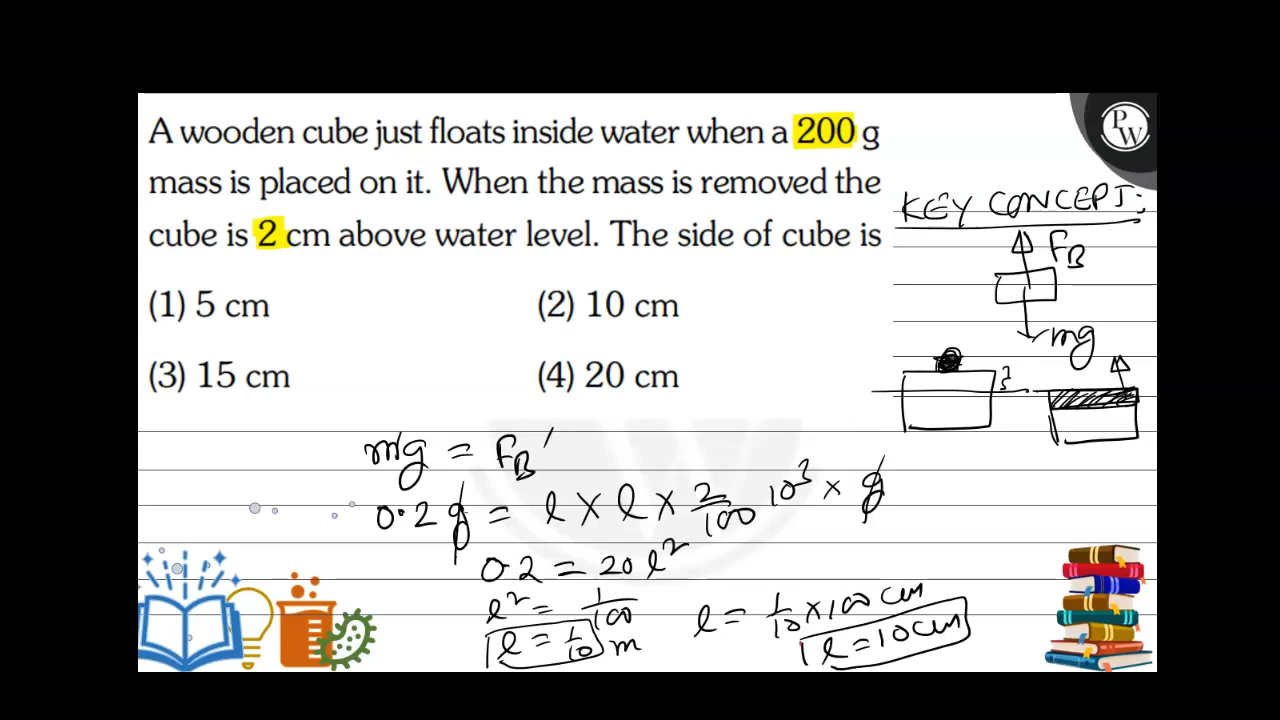 A wooden cube just floats inside water when a 200 g
mass is placed on it. When the mass is removed the
cube is 2 cm above water level. The side of cube is
(1) 5 cm (2) 10 cm
(3) 15 cm (4) 20 cm
PW
KEY CONCEPT:
F_B
mg
m'g = F_B'
0.2 g = l × l × 2/100 10³ × g
0.2 = 20 l²
l² = 1/100
l = 1/10 m
l = 1/10 × 100 cm
l = 10 cm